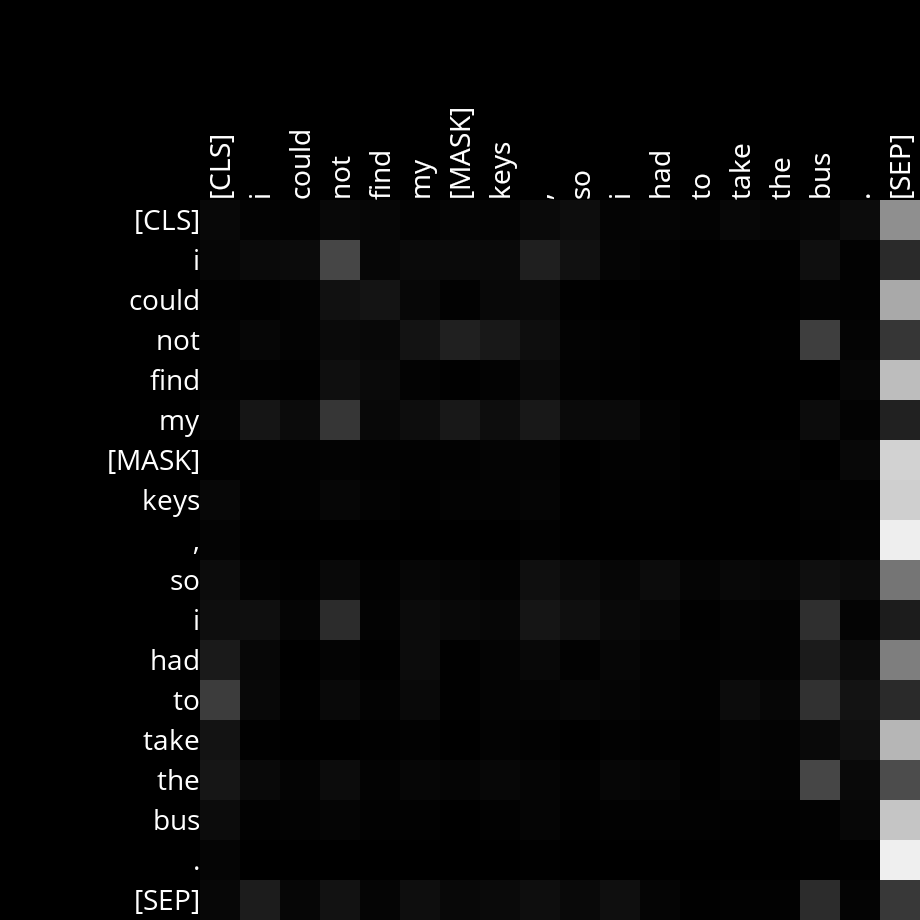 [CLS] i could not find my [MASK] keys , so i had to take the bus . [SEP]
[CLS]
i
could
not
find
my
[MASK]
keys
,
so
i
had
to
take
the
bus
.
[SEP]